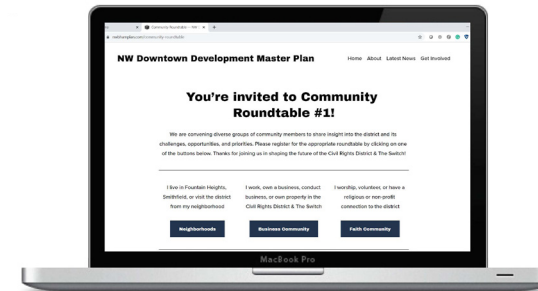 Community Roundtable
NW Downtown Development Master Plan
Home About Latest News Get Involved
You're invited to Community
Roundtable #1!
We are convening diverse groups of community members to share insight into the district and its
challenges, opportunities, and priorities. Please register for the appropriate roundtable by clicking on one
of the buttons below. Thanks for joining us in shaping the future of the Civil Rights District & The Switch!
I live in Fountain Heights,
Smithfield, or visit the district
from my neighborhood
Neighborhoods
I work, own a business, conduct
business, or own property in the
Civil Rights District & The Switch
Business Community
I worship, volunteer, or have a
religious or non-profit
connection to the district
Faith Community
MacBook Pro